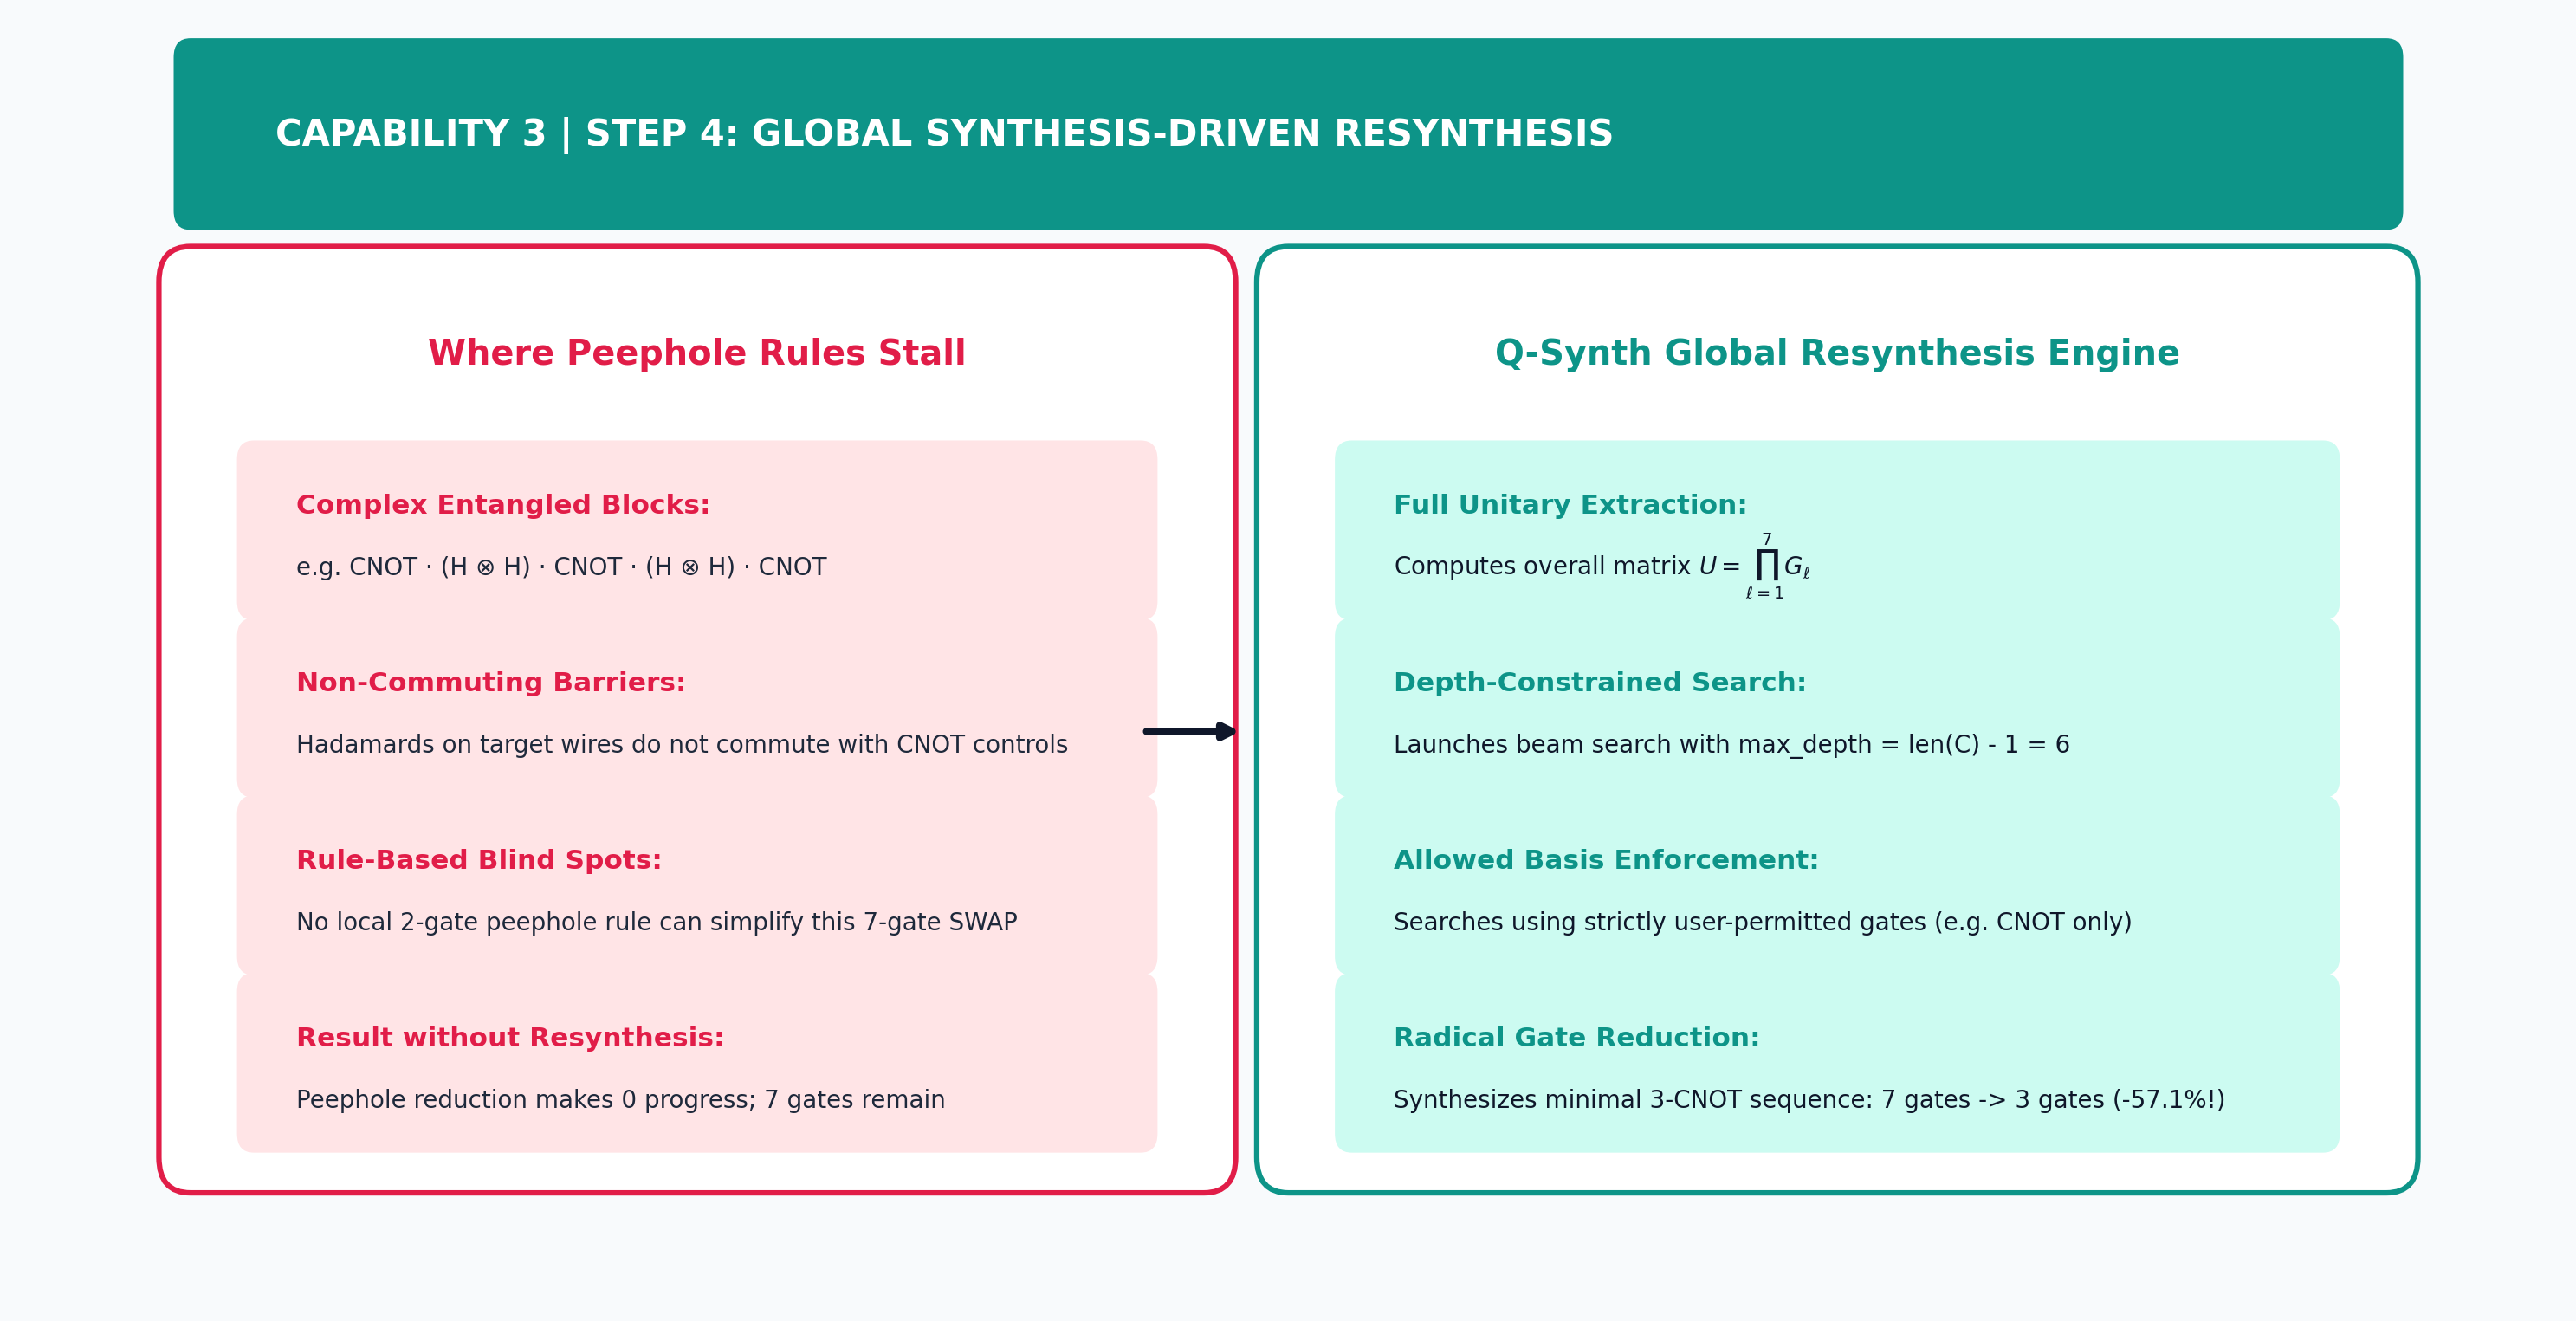 CAPABILITY 3 | STEP 4: GLOBAL SYNTHESIS-DRIVEN RESYNTHESIS
Where Peephole Rules Stall
Complex Entangled Blocks:
e.g. CNOT · (H ⊗ H) · CNOT · (H ⊗ H) · CNOT
Non-Commuting Barriers:
Hadamards on target wires do not commute with CNOT controls
Rule-Based Blind Spots:
No local 2-gate peephole rule can simplify this 7-gate SWAP
Result without Resynthesis:
Peephole reduction makes 0 progress; 7 gates remain
Q-Synth Global Resynthesis Engine
Full Unitary Extraction:
Computes overall matrix $U = \prod_{\ell=1}^{7} G_\ell$
Depth-Constrained Search:
Launches beam search with max_depth = len(C) - 1 = 6
Allowed Basis Enforcement:
Searches using strictly user-permitted gates (e.g. CNOT only)
Radical Gate Reduction:
Synthesizes minimal 3-CNOT sequence: 7 gates -> 3 gates (-57.1%!)